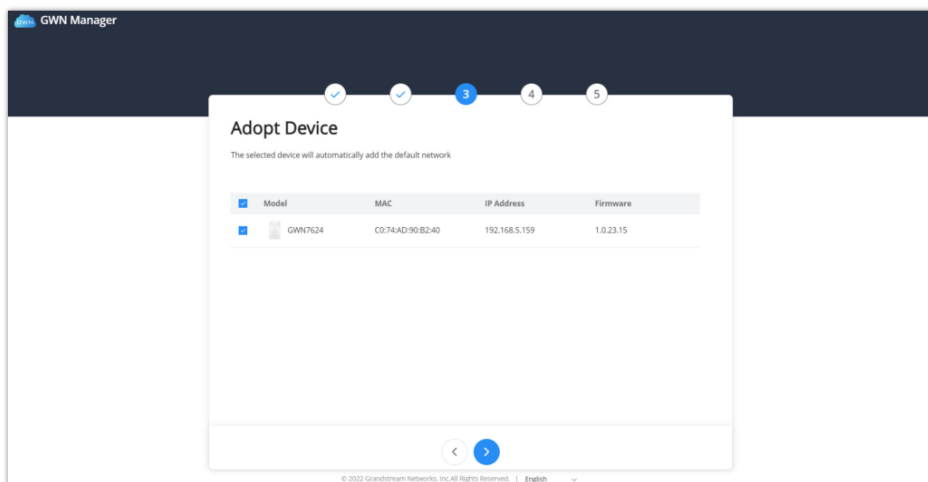 GWN GWN Manager
3 4 5
Adopt Device
The selected device will automatically add the default network
Model MAC IP Address Firmware
GWN7624 C0:74:AD:90:B2:40 192.168.5.159 1.0.23.15
© 2022 Grandstream Networks, Inc.All Rights Reserved. | English